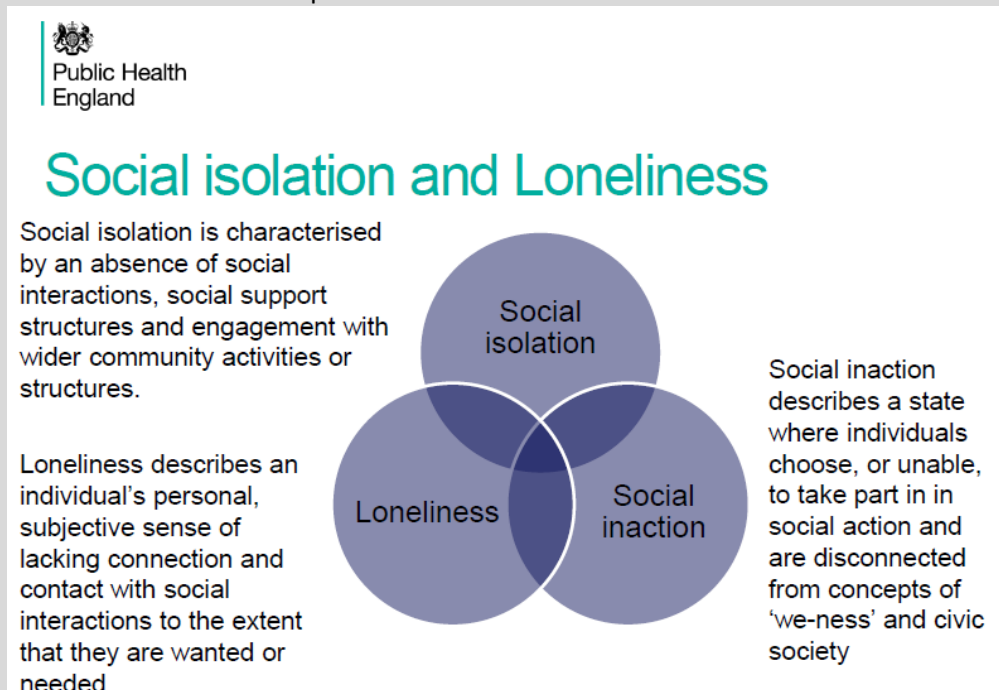 Public Health
England
Social isolation and Loneliness
Social isolation is characterised
by an absence of social
interactions, social support
structures and engagement with
wider community activities or
structures.
Loneliness describes an
individual's personal,
subjective sense of
lacking connection and
contact with social
interactions to the extent
that they are wanted or
needed
Social
isolation
Loneliness
Social
inaction
Social inaction
describes a state
where individuals
choose, or unable,
to take part in in
social action and
are disconnected
from concepts of
‘we-ness’ and civic
society